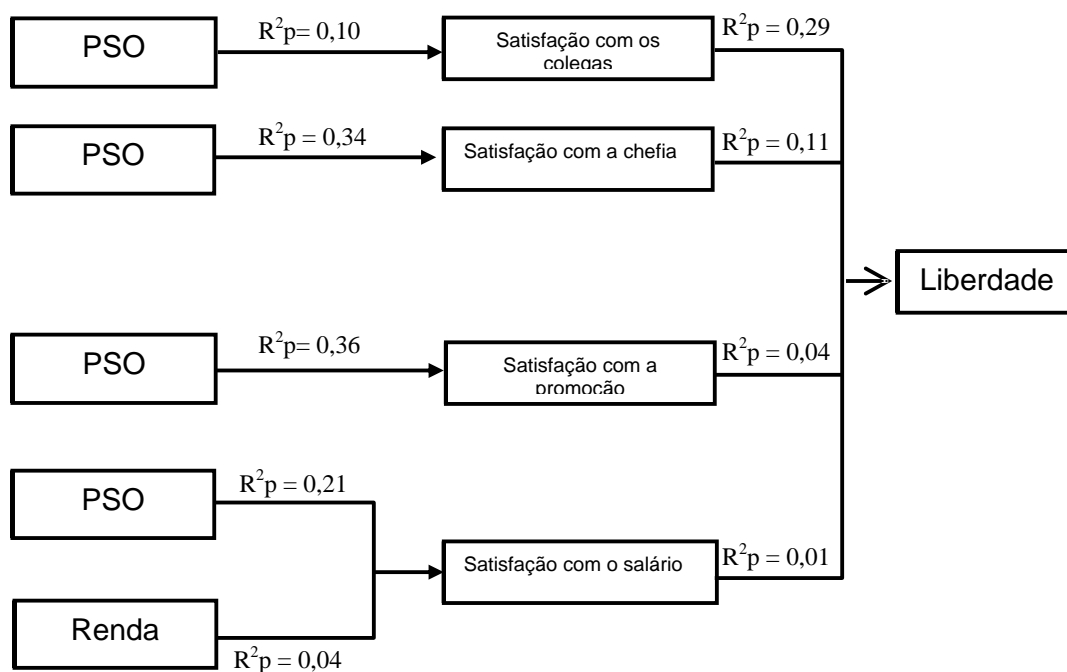 PSO
R²p= 0,10
Satisfação com os
colegas
R²p = 0,29
PSO
R²p = 0,34
Satisfação com a chefia
R²p = 0,11
Liberdade
PSO
R²p= 0,36
Satisfação com a
promoção
R²p = 0,04
PSO
R²p = 0,21
Satisfação com o salário
R²p = 0,01
Renda
R²p = 0,04